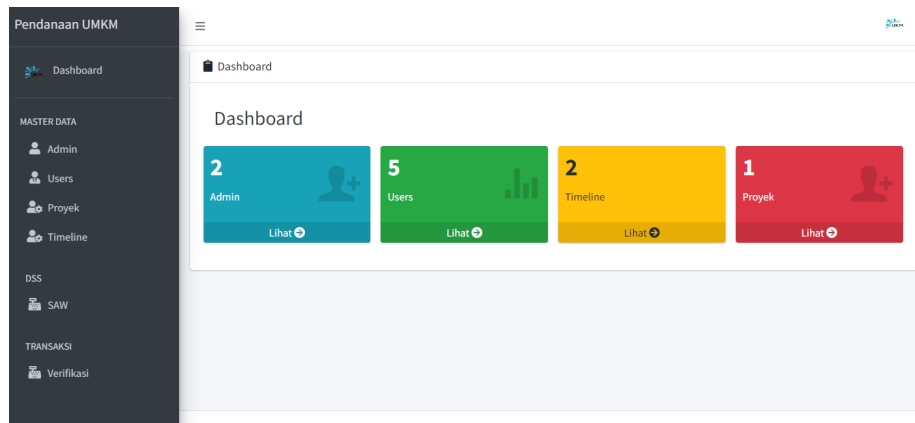 Pendanaan UMKM
Dashboard
MASTER DATA
Admin
Users
Proyek
Timeline
DSS
SAW
TRANSAKSI
Verifikasi
Dashboard
Dashboard
2
Admin
Lihat
5
Users
Lihat
2
Timeline
Lihat
1
Proyek
Lihat